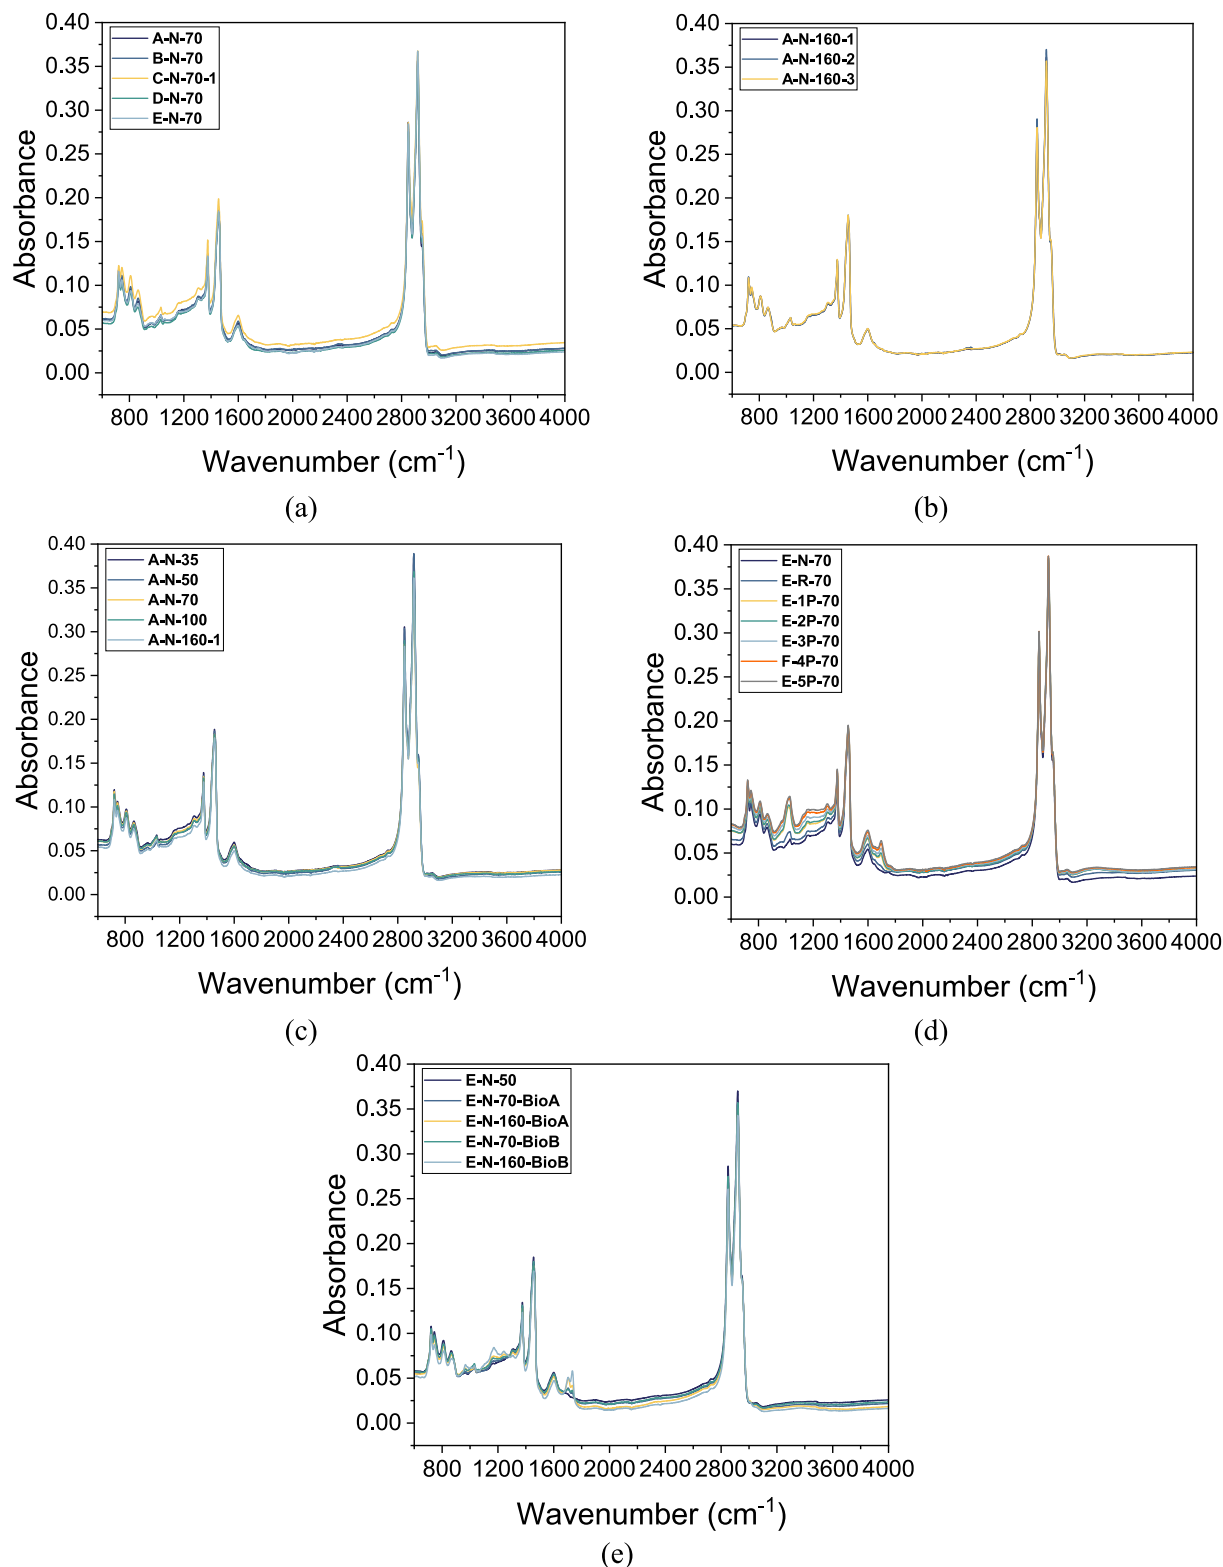 0.40
0.35
0.30
0.25
0.20
0.15
0.10
0.05
0.00
Absorbance
A-N-70
B-N-70
C-N-70-1
D-N-70
E-N-70
800 1200 1600 2000 2400 2800 3200 3600 4000
Wavenumber (cm⁻¹)
(a)
0.40
0.35
0.30
0.25
0.20
0.15
0.10
0.05
0.00
Absorbance
A-N-160-1
A-N-160-2
A-N-160-3
800 1200 1600 2000 2400 2800 3200 3600 4000
Wavenumber (cm⁻¹)
(b)
0.40
0.35
0.30
0.25
0.20
0.15
0.10
0.05
0.00
Absorbance
A-N-35
A-N-50
A-N-70
A-N-100
A-N-160-1
800 1200 1600 2000 2400 2800 3200 3600 4000
Wavenumber (cm⁻¹)
(c)
0.40
0.35
0.30
0.25
0.20
0.15
0.10
0.05
0.00
Absorbance
E-N-70
E-R-70
E-1P-70
E-2P-70
E-3P-70
F-4P-70
E-5P-70
800 1200 1600 2000 2400 2800 3200 3600 4000
Wavenumber (cm⁻¹)
(d)
0.40
0.35
0.30
0.25
0.20
0.15
0.10
0.05
0.00
Absorbance
E-N-50
E-N-70-BioA
E-N-160-BioA
E-N-70-BioB
E-N-160-BioB
800 1200 1600 2000 2400 2800 3200 3600 4000
Wavenumber (cm⁻¹)
(e)